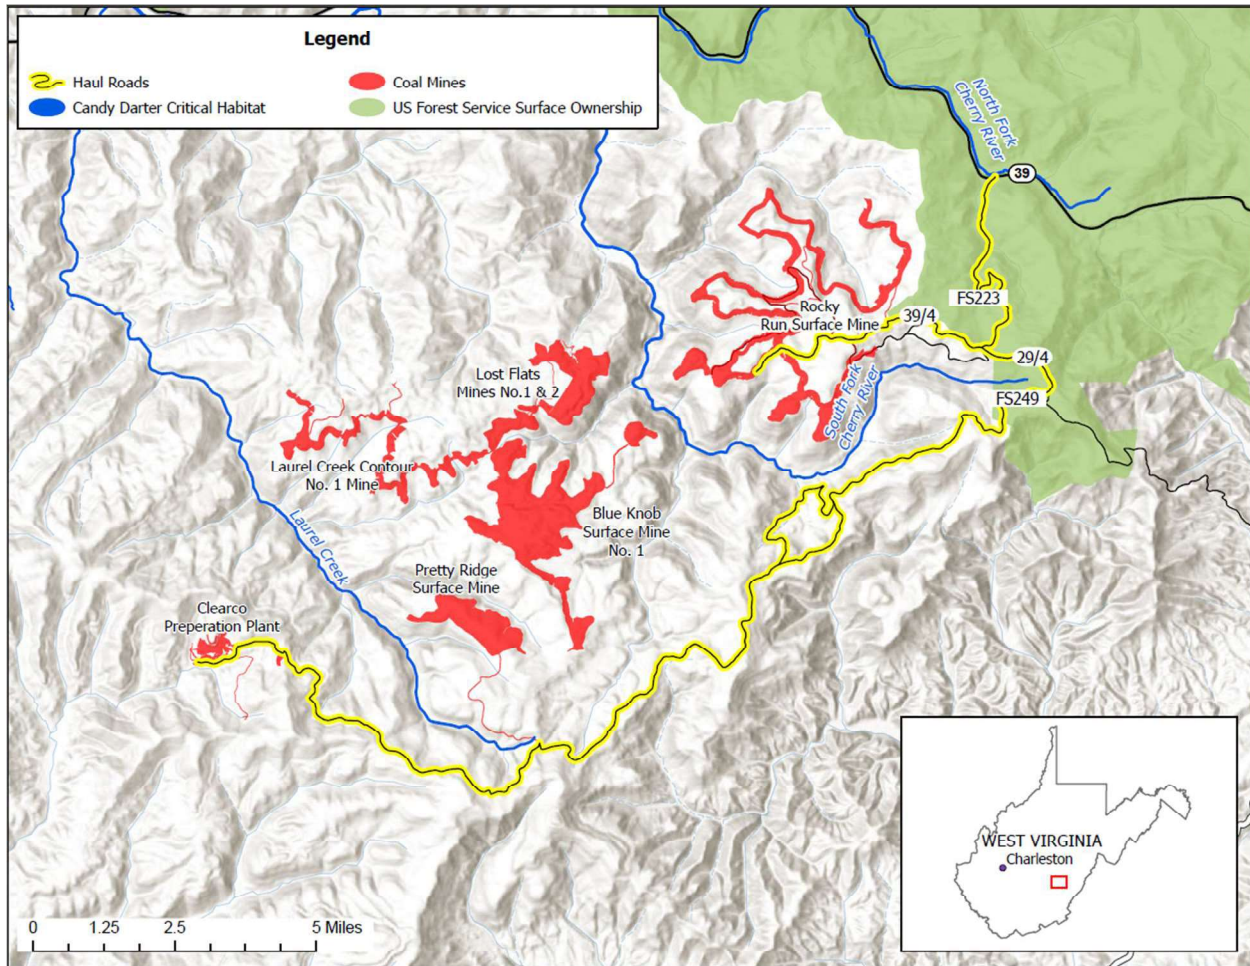 Legend
Haul Roads
Coal Mines
Candy Darter Critical Habitat
US Forest Service Surface Ownership
North Fork
Cherry River
39
FS223
Rocky
Run Surface Mine
39/4
29/4
FS249
South Fork
Cherry River
Lost Flats
Mines No.1 & 2
Laurel Creek Contour
No. 1 Mine
Blue Knob
Surface Mine
No. 1
Laurel Creek
Pretty Ridge
Surface Mine
Clearco
Preperation Plant
WEST VIRGINIA
Charleston
0 1.25 2.5 5 Miles